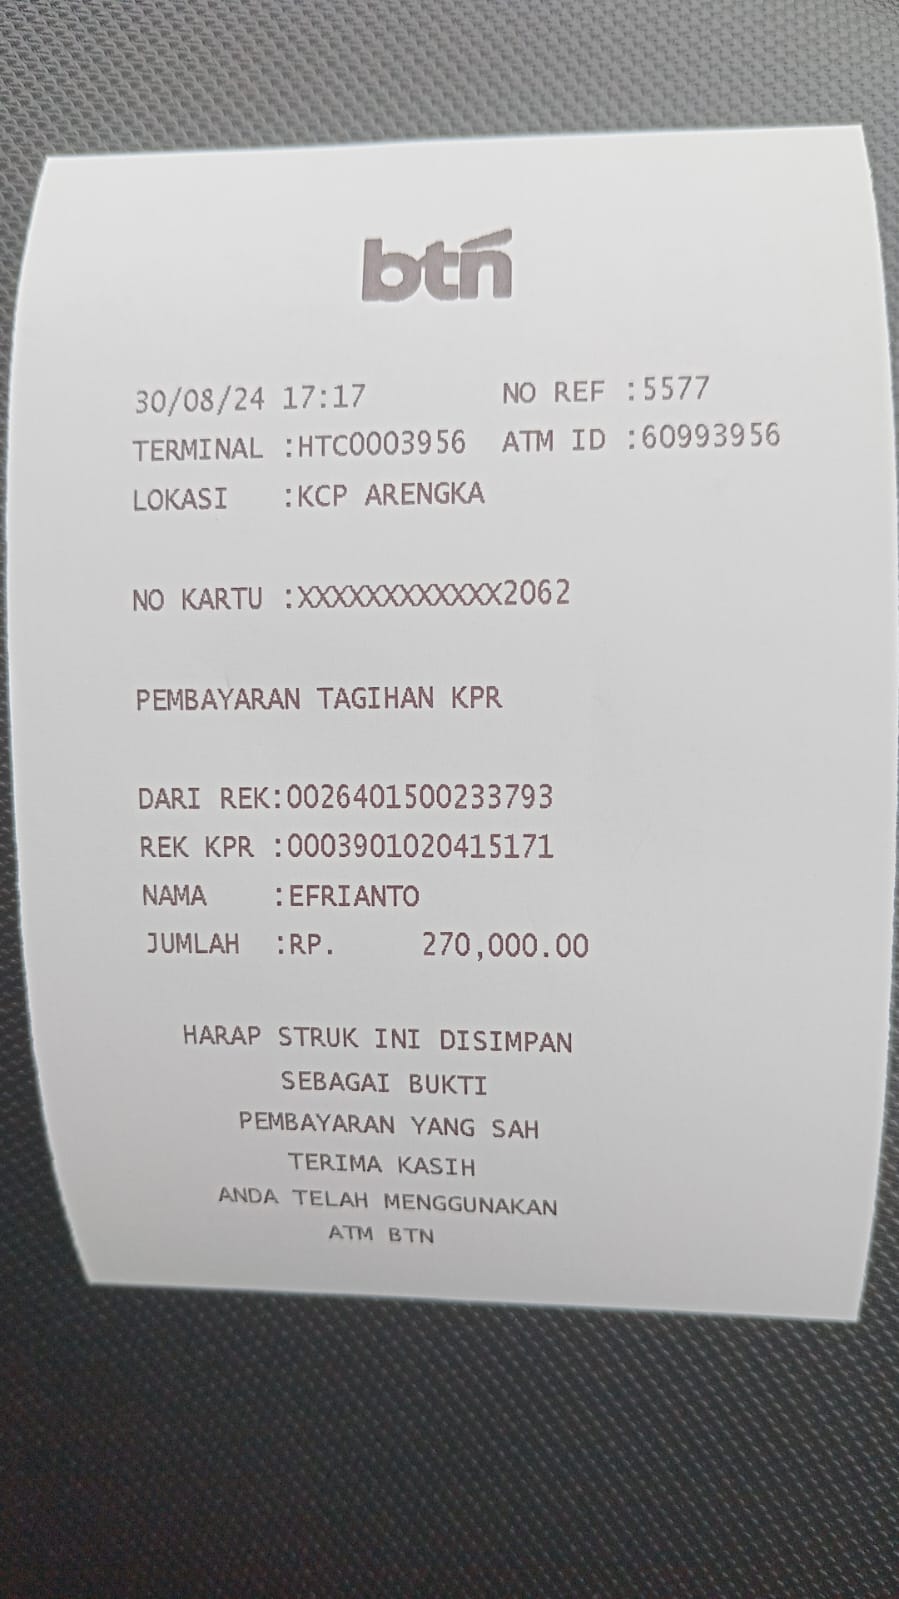 btn
30/08/24 17:17 NO REF :5577
TERMINAL :HTC0003956 ATM ID :60993956
LOKASI :KCP ARENGKA
NO KARTU :XXXXXXXXXXXX2062
PEMBAYARAN TAGIHAN KPR
DARI REK:0026401500233793
REK KPR :0003901020415171
NAMA :EFRIANTO
JUMLAH :RP. 270,000.00
HARAP STRUK INI DISIMPAN
SEBAGAI BUKTI
PEMBAYARAN YANG SAH
TERIMA KASIH
ANDA TELAH MENGGUNAKAN
ATM BTN